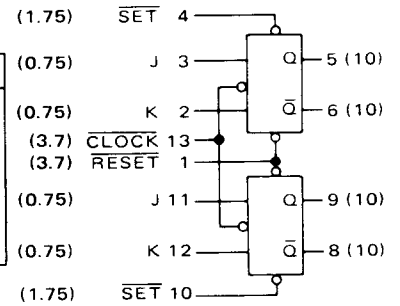 (1.75) SET 4
(0.75) J 3 Q 5 (10)
(0.75) K 2 Q̅ 6 (10)
(3.7) CLOCK 13
(3.7) RESET 1
(0.75) J 11 Q 9 (10)
(0.75) K 12 Q̅ 8 (10)
(1.75) SET 10